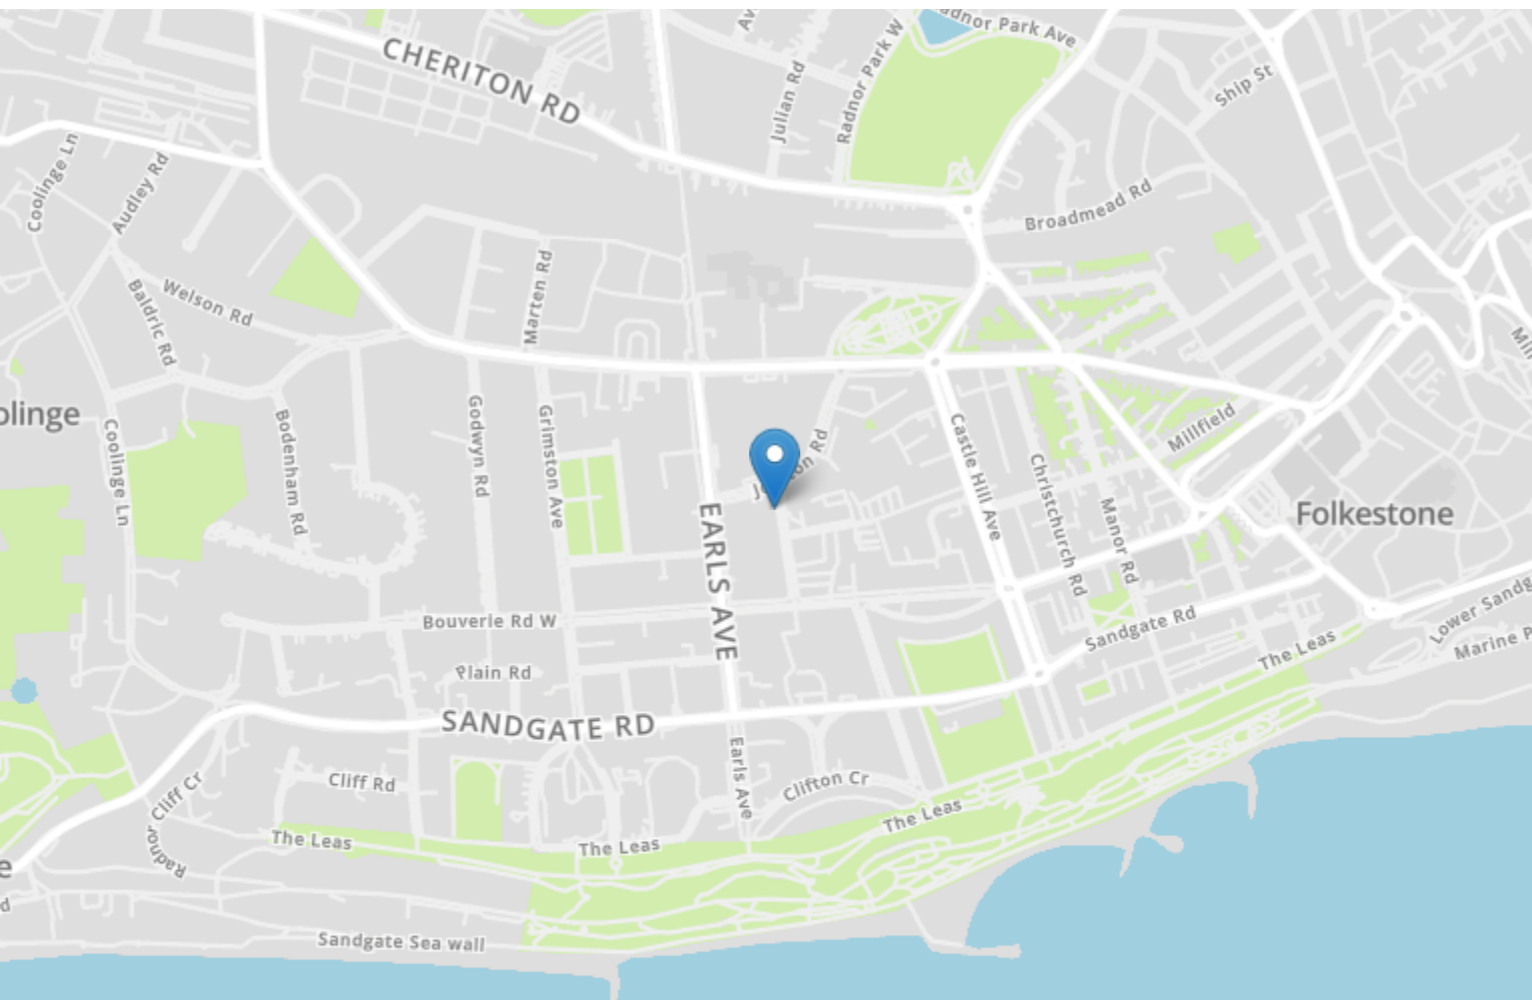 Radnor Park Ave
Av
CHERITON RD
Julian Rd
Radnor Park W
Ship St
Coolinge Ln
Audley Rd
Broadmead Rd
Welson Rd
Baldric Rd
Marten Rd
Mil
olinge
Coolinge Ln
Bodenham Rd
Godwyn Rd
Grimston Ave
Castle Hill Ave
Millfield
Christchurch Rd
Manor Rd
EARLS AVE
Folkestone
Bouverie Rd W
Sandgate Rd
Lower Sandg
Marine P
The Leas
Plain Rd
SANDGATE RD
Earls Ave
Clifton Cr
Cliff Rd
Radnor Cliff Cr
The Leas
The Leas
The Leas
e
d
Sandgate Sea wall